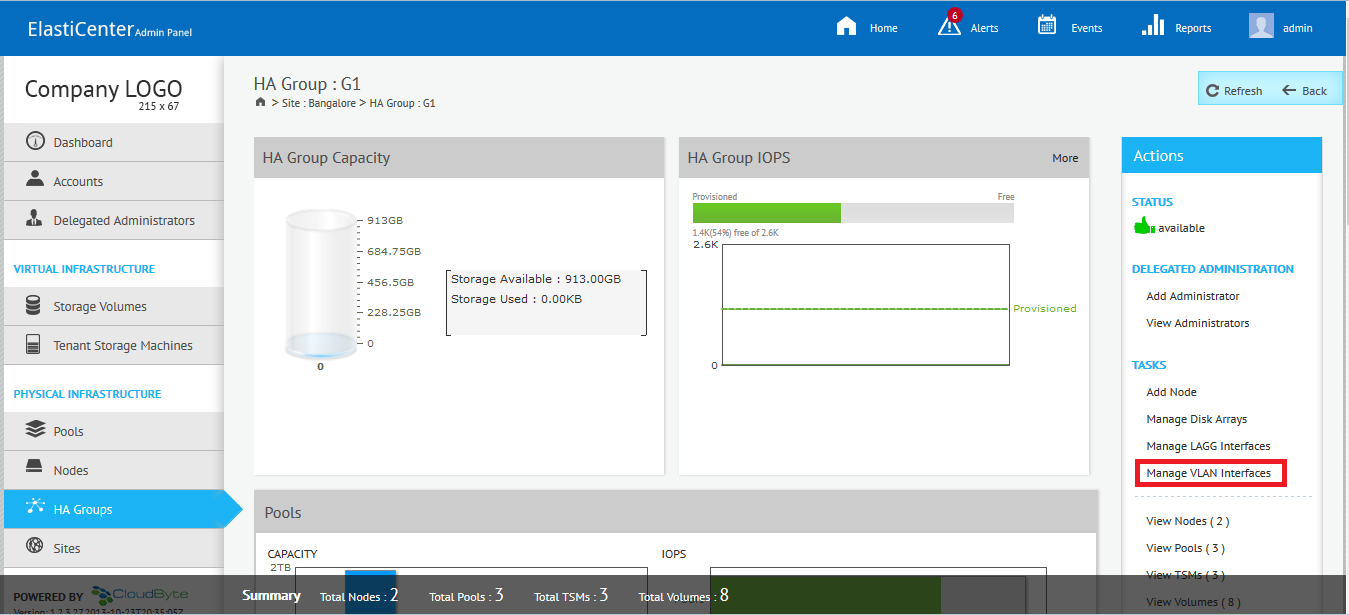 ElastiCenter Admin Panel
Home
6
Alerts
Events
Reports
admin
Company LOGO
215 x 67
Dashboard
Accounts
Delegated Administrators
VIRTUAL INFRASTRUCTURE
Storage Volumes
Tenant Storage Machines
PHYSICAL INFRASTRUCTURE
Pools
Nodes
HA Groups
Sites
POWERED BY CloudByte
Version: 1.2.3.27.2013-10-23T20:35:05Z
HA Group : G1
> Site : Bangalore > HA Group : G1
Refresh
Back
HA Group Capacity
913GB
684.75GB
456.5GB
228.25GB
0
0
Storage Available : 913.00GB
Storage Used : 0.00KB
HA Group IOPS
More
Provisioned
Free
1.4K(54%) free of 2.6K
2.6K
Provisioned
0
Pools
CAPACITY
2TB
IOPS
Actions
STATUS
available
DELEGATED ADMINISTRATION
Add Administrator
View Administrators
TASKS
Add Node
Manage Disk Arrays
Manage LAGG Interfaces
Manage VLAN Interfaces
View Nodes ( 2 )
View Pools ( 3 )
View TSMs ( 3 )
View Volumes ( 8 )
Summary
Total Nodes : 2
Total Pools : 3
Total TSMs : 3
Total Volumes : 8